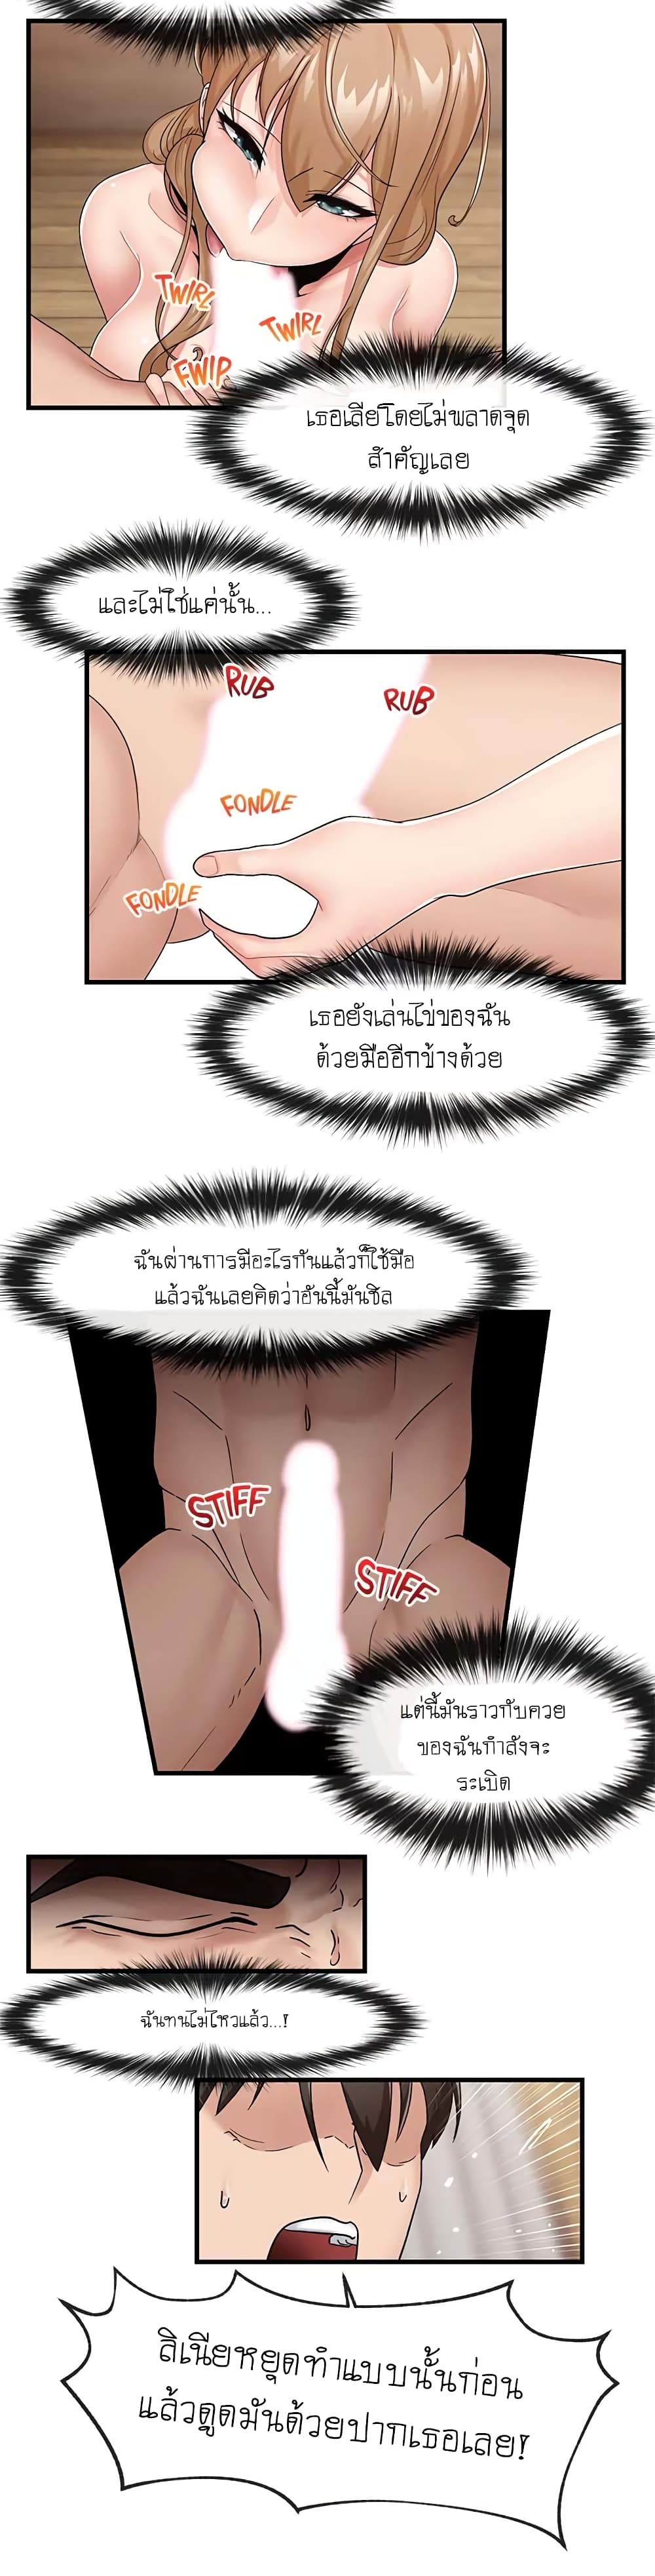 TWIRL
TWIRL
FWIP
เธอเลียโดยไม่พลาดจุด
สำคัญเลย
และไม่ใช่แค่นั้น...
RUB
RUB
FONDLE
FONDLE
เธอยังเล่นไข่ของฉัน
ด้วยมืออีกข้างด้วย
ฉันผ่านการมีอะไรกันแล้วก็ใช้มือ
แล้วฉันเลยคิดว่าอันนี้มันชิล
STIFF
STIFF
แต่นี้มันราวกับควย
ของฉันกำลังจะ
ระเบิด
ฉันทนไม่ไหวแล้ว...!
ลิเนียหยุดทำแบบนั้นก่อน
แล้วดูดมันด้วยปากเธอเลย!